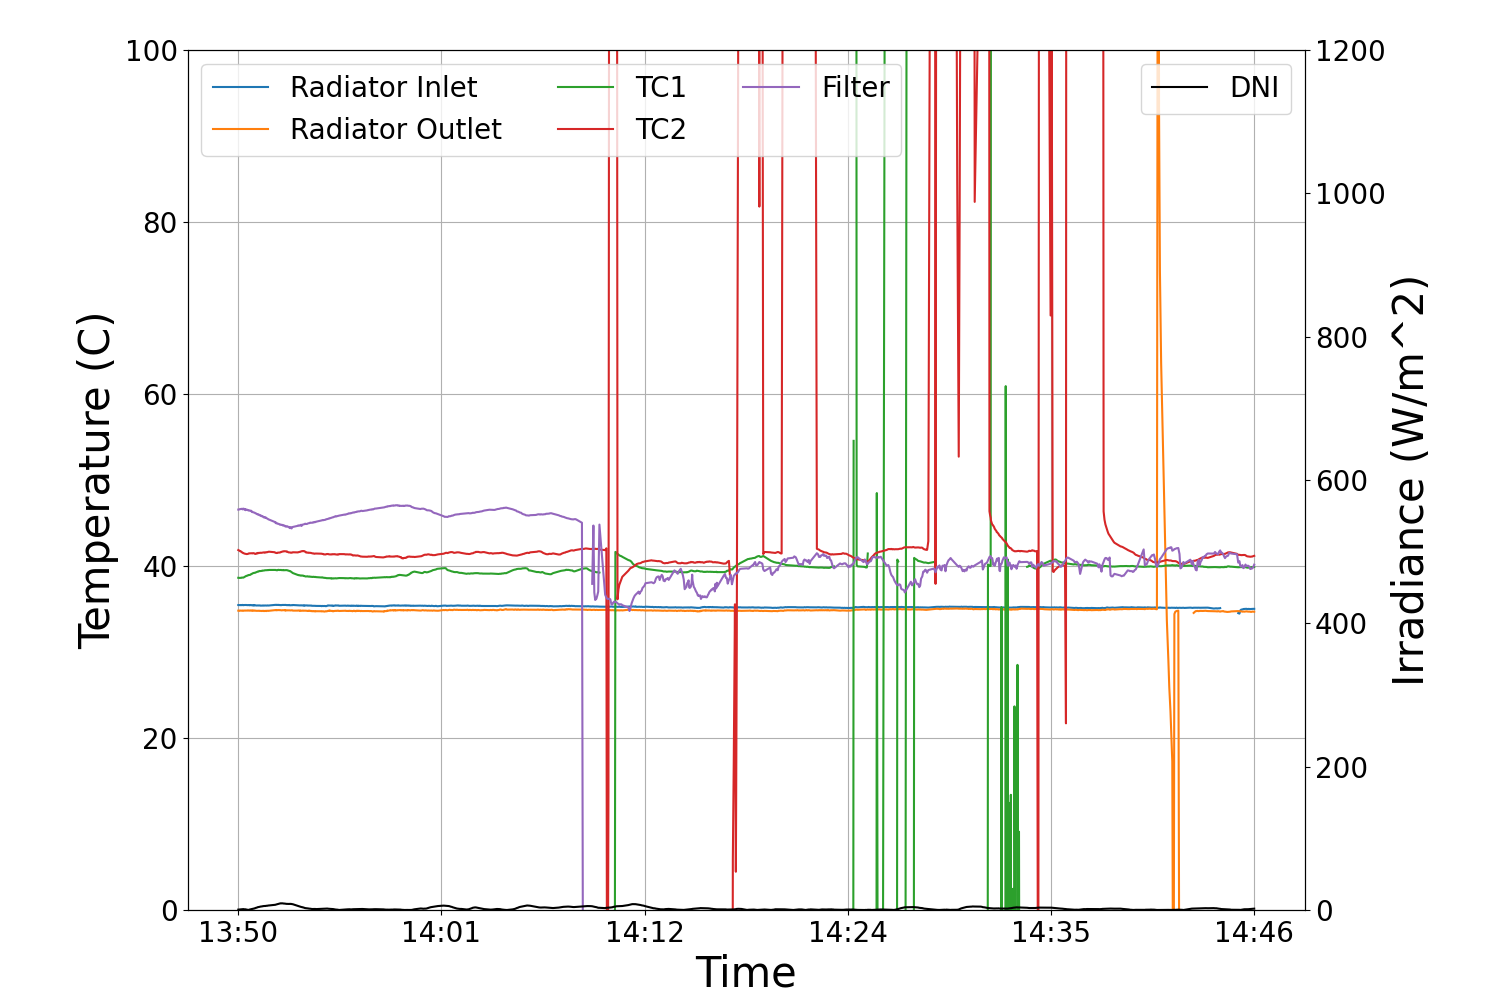 100
80
60
40
20
0
Temperature (C)
Radiator Inlet
Radiator Outlet
TC1
TC2
Filter
DNI
1200
1000
800
600
400
200
0
Irradiance (W/m^2)
13:50 14:01 14:12 14:24 14:35 14:46
Time